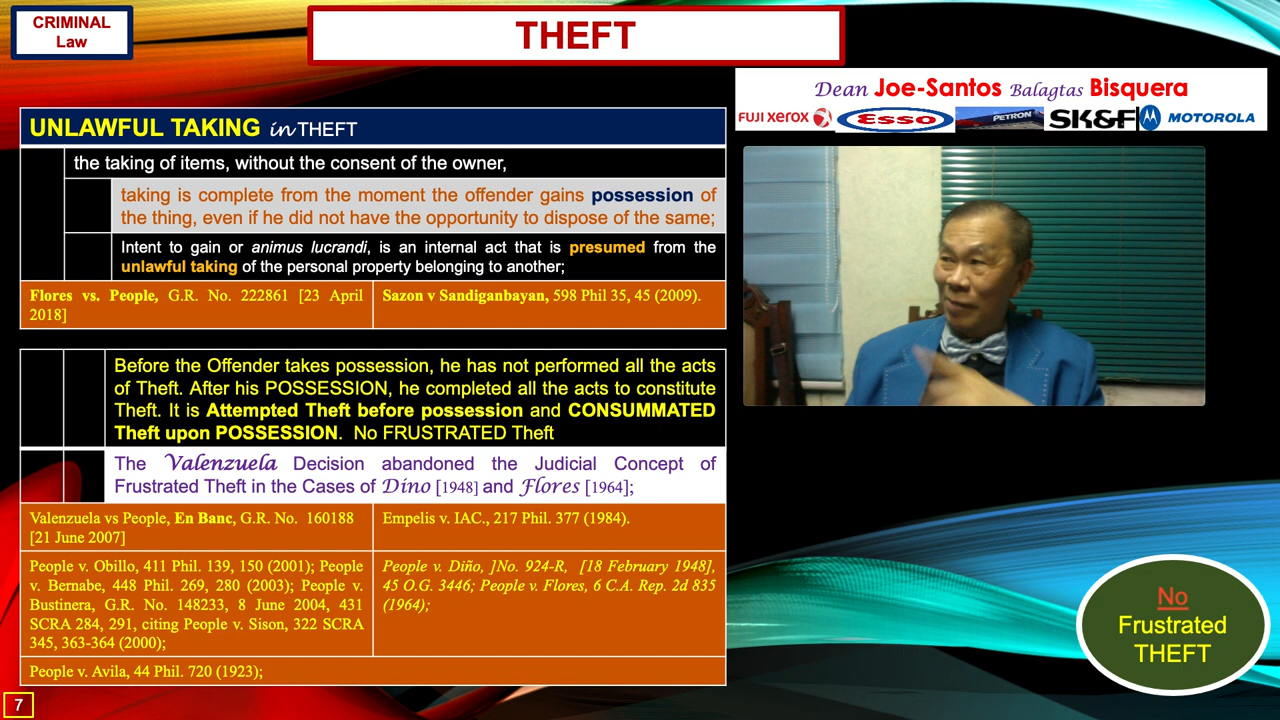 CRIMINAL
Law
THEFT
Dean Joe-Santos Balagtas Bisquera
FUJI XEROX Esso PETRON SK&F MOTOROLA
UNLAWFUL TAKING in THEFT
the taking of items, without the consent of the owner,
taking is complete from the moment the offender gains possession of
the thing, even if he did not have the opportunity to dispose of the same;
Intent to gain or animus lucrandi, is an internal act that is presumed from the
unlawful taking of the personal property belonging to another;
Flores vs. People, G.R. No. 222861 [23 April
2018]
Sazon v Sandiganbayan, 598 Phil 35, 45 (2009).
Before the Offender takes possession, he has not performed all the acts
of Theft. After his POSSESSION, he completed all the acts to constitute
Theft. It is Attempted Theft before possession and CONSUMMATED
Theft upon POSSESSION. No FRUSTRATED Theft
The Valenzuela Decision abandoned the Judicial Concept of
Frustrated Theft in the Cases of Dino [1948] and Flores [1964];
Valenzuela vs People, En Banc, G.R. No. 160188
[21 June 2007]
Empelis v. IAC., 217 Phil. 377 (1984).
People v. Obillo, 411 Phil. 139, 150 (2001); People
v. Bernabe, 448 Phil. 269, 280 (2003); People v.
Bustinera, G.R. No. 148233, 8 June 2004, 431
SCRA 284, 291, citing People v. Sison, 322 SCRA
345, 363-364 (2000);
People v. Diño, ]No. 924-R, [18 February 1948],
45 O.G. 3446; People v. Flores, 6 C.A. Rep. 2d 835
(1964);
People v. Avila, 44 Phil. 720 (1923);
No
Frustrated
THEFT
7